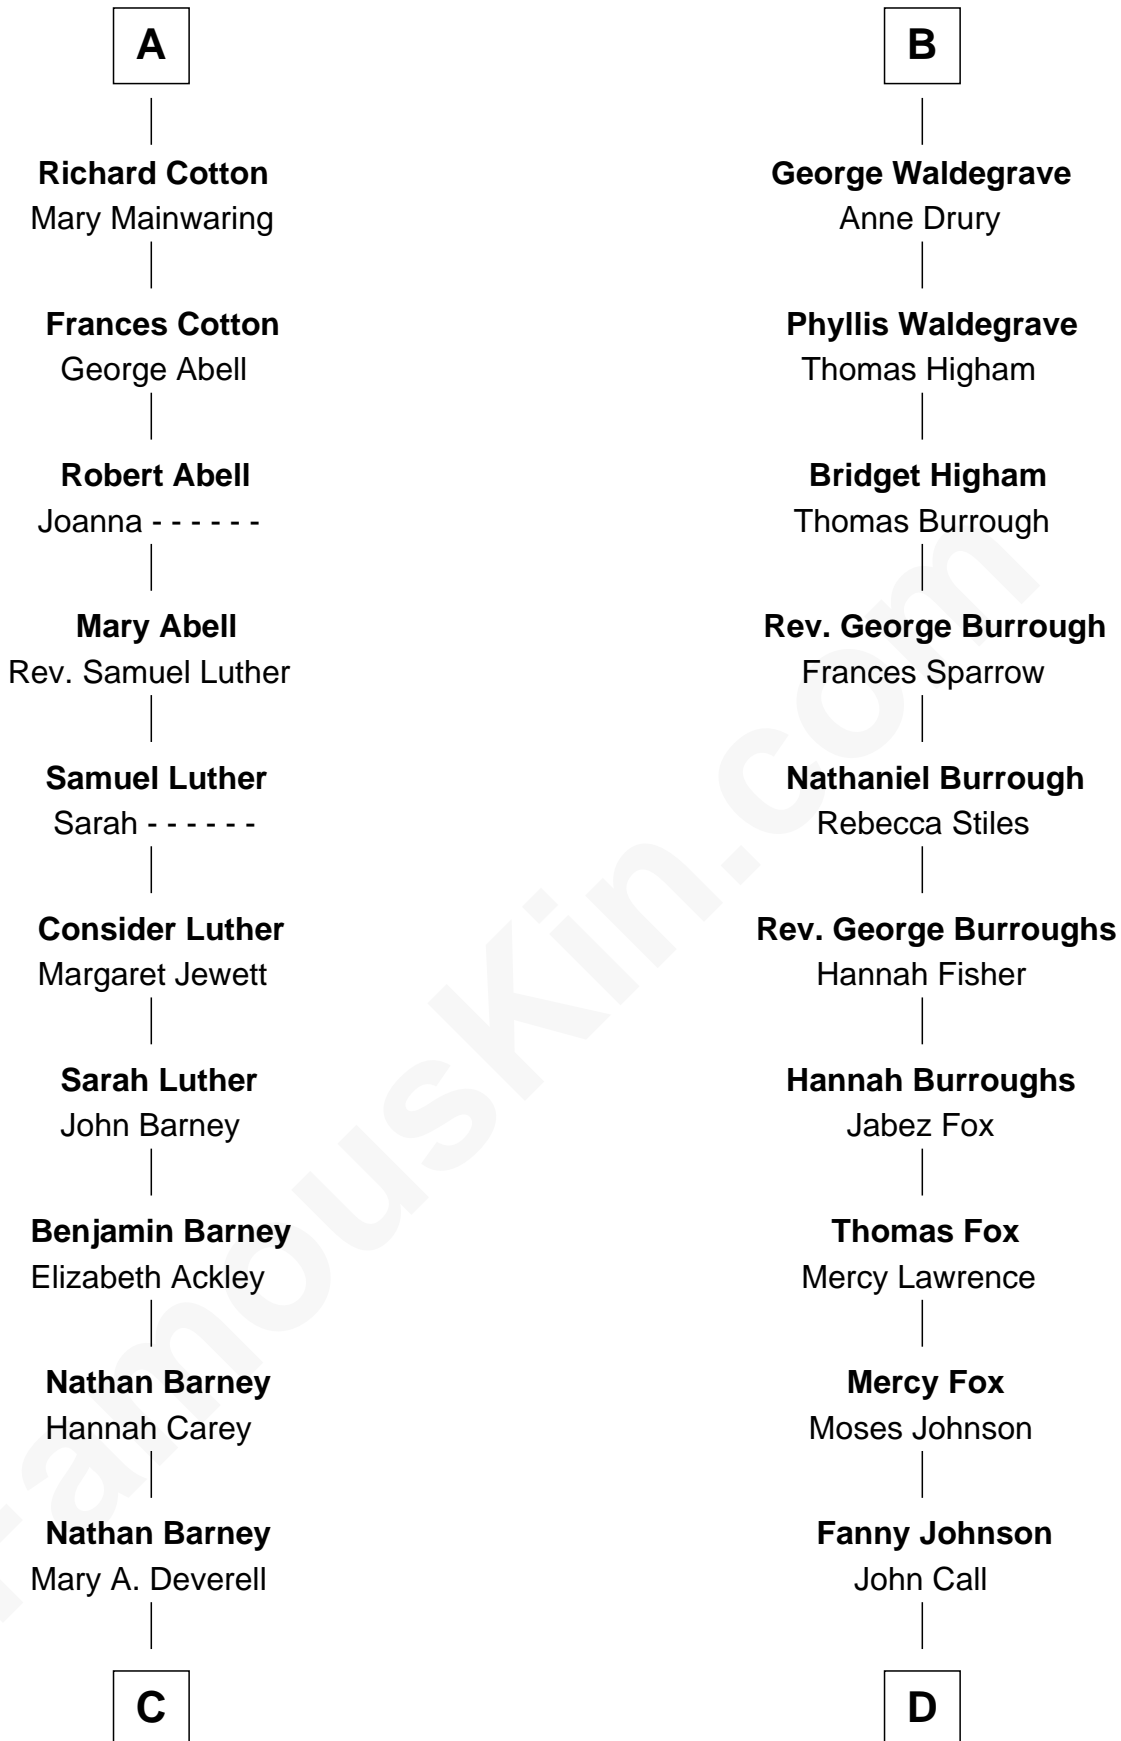 A
Richard Cotton
Mary Mainwaring
Frances Cotton
George Abell
Robert Abell
Joanna - - - - - -
Mary Abell
Rev. Samuel Luther
Samuel Luther
Sarah - - - - - -
Consider Luther
Margaret Jewett
Sarah Luther
John Barney
Benjamin Barney
Elizabeth Ackley
Nathan Barney
Hannah Carey
Nathan Barney
Mary A. Deverell
C
B
George Waldegrave
Anne Drury
Phyllis Waldegrave
Thomas Higham
Bridget Higham
Thomas Burrough
Rev. George Burrough
Frances Sparrow
Nathaniel Burrough
Rebecca Stiles
Rev. George Burroughs
Hannah Fisher
Hannah Burroughs
Jabez Fox
Thomas Fox
Mercy Lawrence
Mercy Fox
Moses Johnson
Fanny Johnson
John Call
D
FamousKin.com